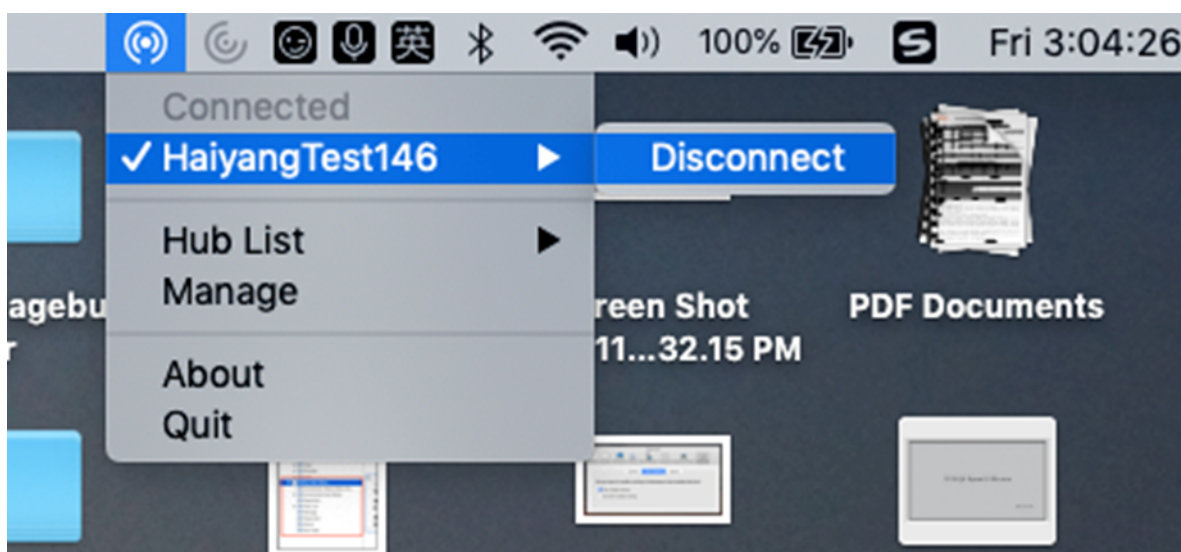 英 100% Fri 3:04:26
Connected
✓ HaiyangTest146 ▶ Disconnect
Hub List ▶
Manage
agebu reen Shot PDF Documents
r 11...32.15 PM
About
Quit